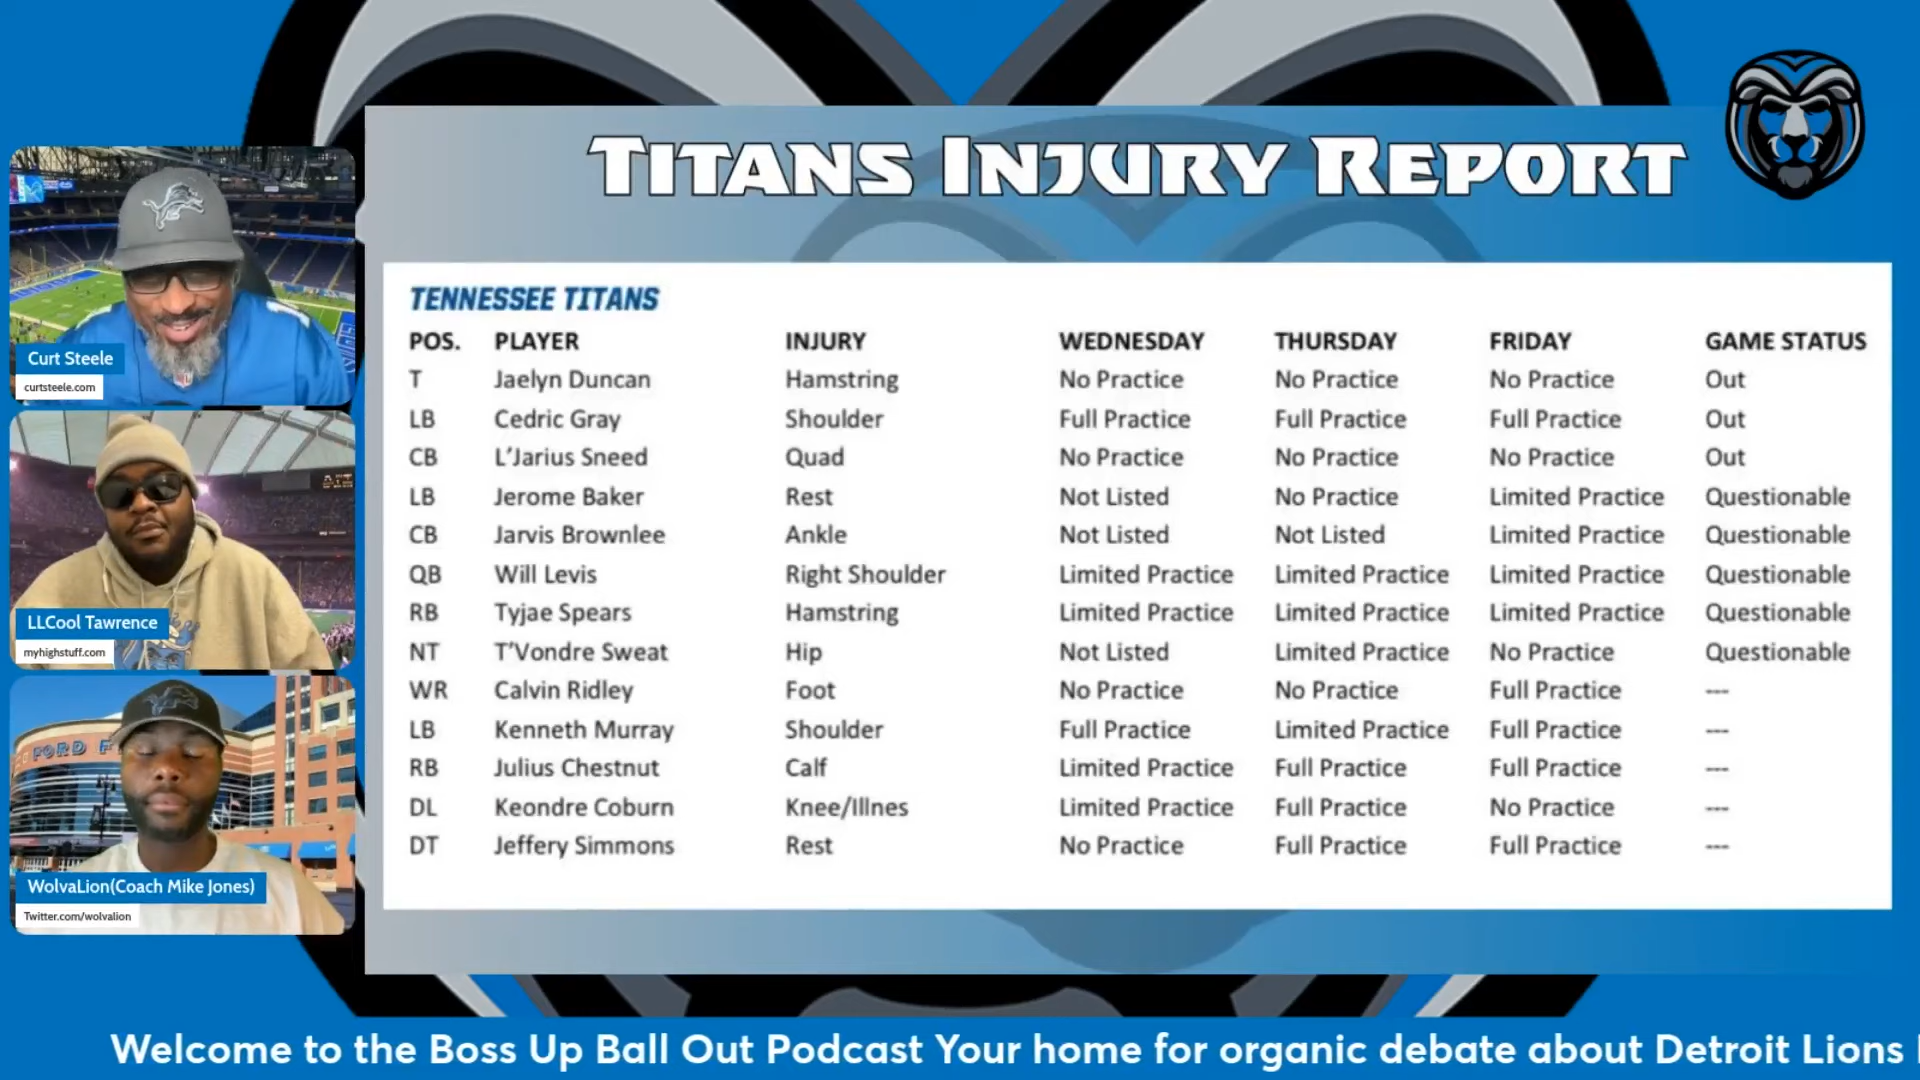 TITANS INJURY REPORT
TENNESSEE TITANS
POS. PLAYER INJURY WEDNESDAY THURSDAY FRIDAY GAME STATUS
T Jaelyn Duncan Hamstring No Practice No Practice No Practice Out
LB Cedric Gray Shoulder Full Practice Full Practice Full Practice Out
CB L'Jarius Sneed Quad No Practice No Practice No Practice Out
LB Jerome Baker Rest Not Listed No Practice Limited Practice Questionable
CB Jarvis Brownlee Ankle Not Listed Not Listed Limited Practice Questionable
QB Will Levis Right Shoulder Limited Practice Limited Practice Limited Practice Questionable
RB Tyjae Spears Hamstring Limited Practice Limited Practice Limited Practice Questionable
NT T'Vondre Sweat Hip Not Listed Limited Practice No Practice Questionable
WR Calvin Ridley Foot No Practice No Practice Full Practice ---
LB Kenneth Murray Shoulder Full Practice Limited Practice Full Practice ---
RB Julius Chestnut Calf Limited Practice Full Practice Full Practice ---
DL Keondre Coburn Knee/Illnes Limited Practice Full Practice No Practice ---
DT Jeffery Simmons Rest No Practice Full Practice Full Practice ---
Curt Steele
curtsteele.com
LLCool Tawrence
myhighstuff.com
FORD F
WolvaLion(Coach Mike Jones)
Twitter.com/wolvalion
Welcome to the Boss Up Ball Out Podcast Your home for organic debate about Detroit Lions